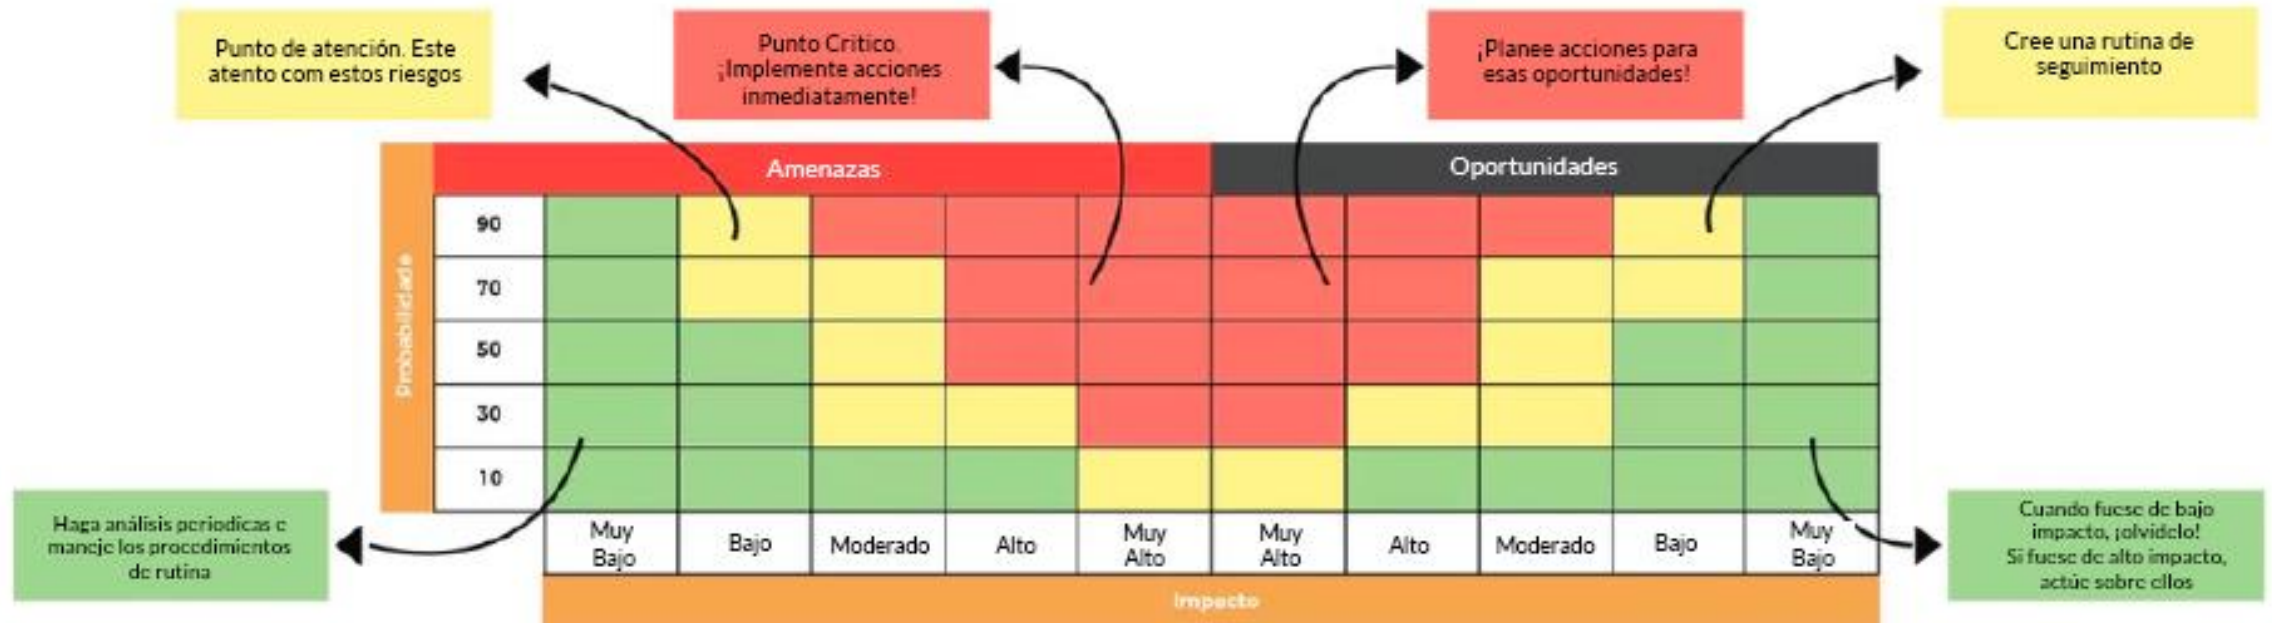 Punto de atención. Este
atento com estos riesgos
Punto Critico.
¡Implemente acciones
inmediatamente!
¡Planee acciones para
esas oportunidades!
Cree una rutina de
seguimiento
Amenazas
Oportunidades
Probabilidade
90
70
50
30
10
Muy
Bajo
Bajo
Moderado
Alto
Muy
Alto
Muy
Alto
Alto
Moderado
Bajo
Muy
Bajo
Impacto
Haga análisis periodicas e
maneje los procedimientos
de rutina
Cuando fuese de bajo
impacto, ¡olvidelo!
Si fuese de alto impacto,
actúe sobre ellos